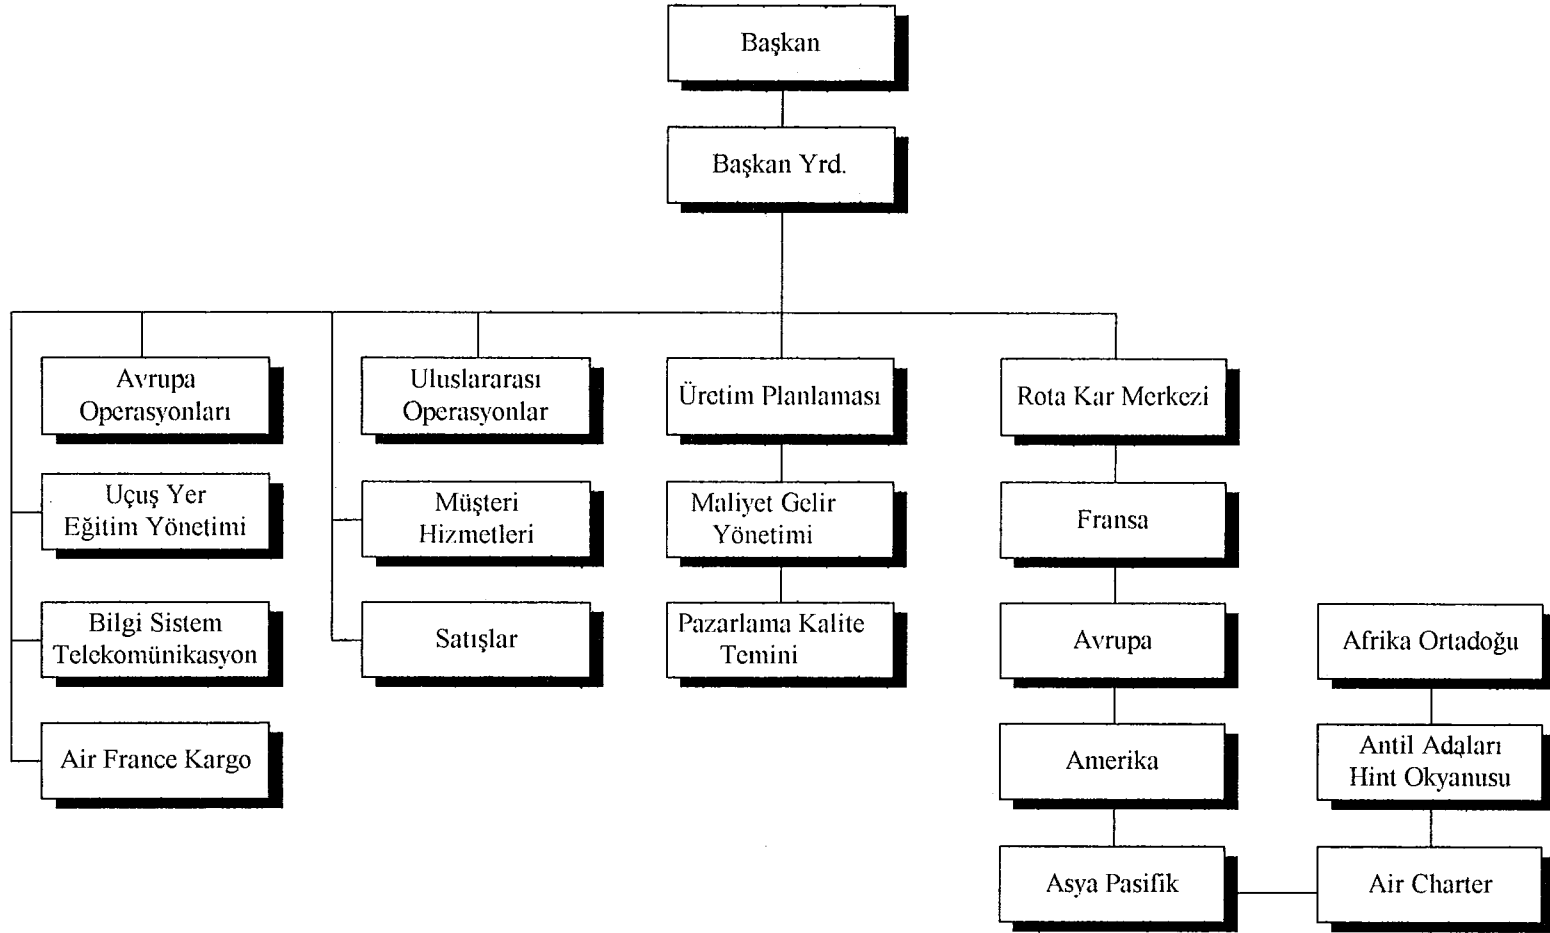 Başkan
Başkan Yrd.
Avrupa
Operasyonları
Uluslararası
Operasyonlar
Üretim Planlaması
Rota Kar Merkezi
Uçuş Yer
Eğitim Yönetimi
Müşteri
Hizmetleri
Maliyet Gelir
Yönetimi
Fransa
Bilgi Sistem
Telekomünikasyon
Satışlar
Pazarlama Kalite
Temini
Avrupa
Afrika Ortadoğu
Air France Kargo
Amerika
Antil Adaları
Hint Okyanusu
Asya Pasifik
Air Charter